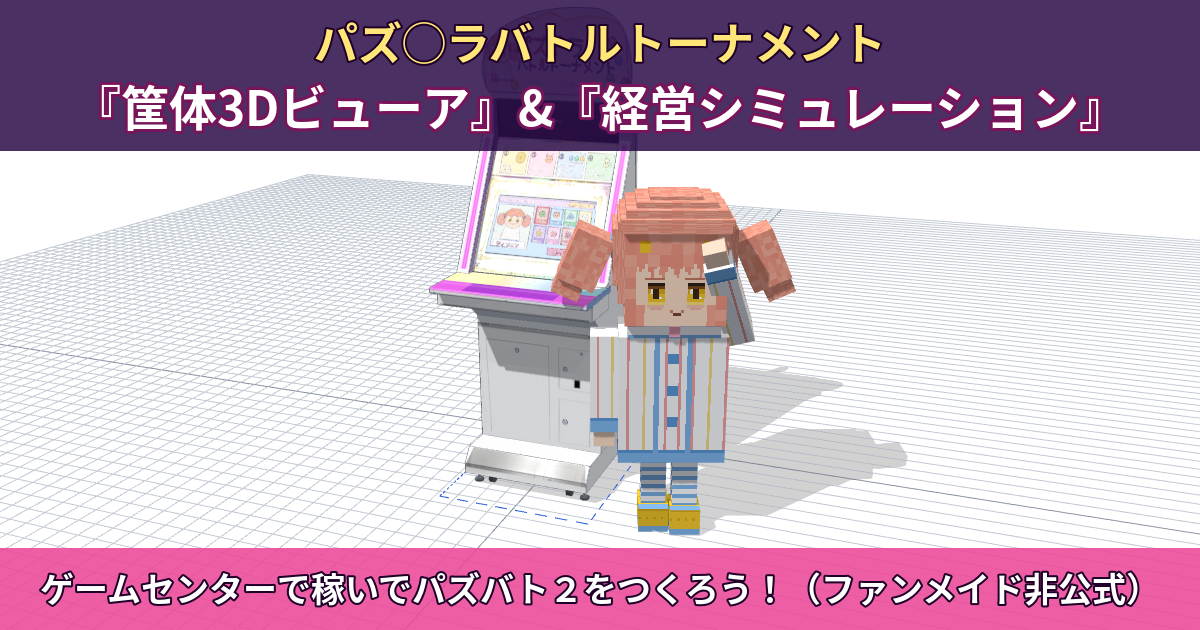 パズ◯ラバトルトーナメント
『筐体3Dビューア』＆『経営シミュレーション』
ゲームセンターで稼いでパズバト２をつくろう！（ファンメイド非公式）